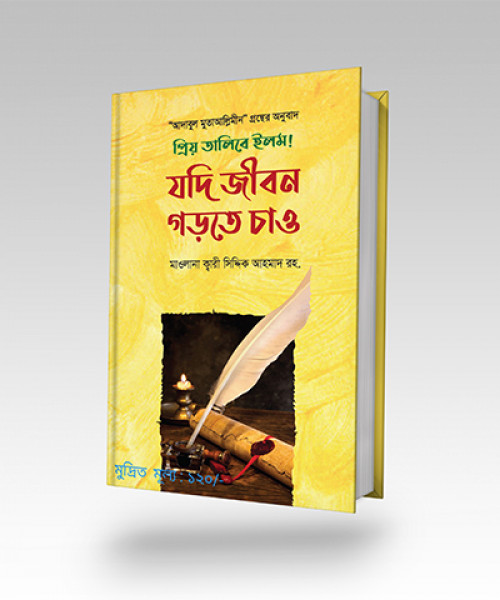 "আদাবুল মুতাআল্লিমীন" গ্রন্থের অনুবাদ
প্রিয় তালিবে ইলম!
যদি জীবন
গড়তে চাও
মাওলানা ক্বারী সিদ্দিক আহমাদ রহ.
মুদ্রিত মূল্য : ১২০/-